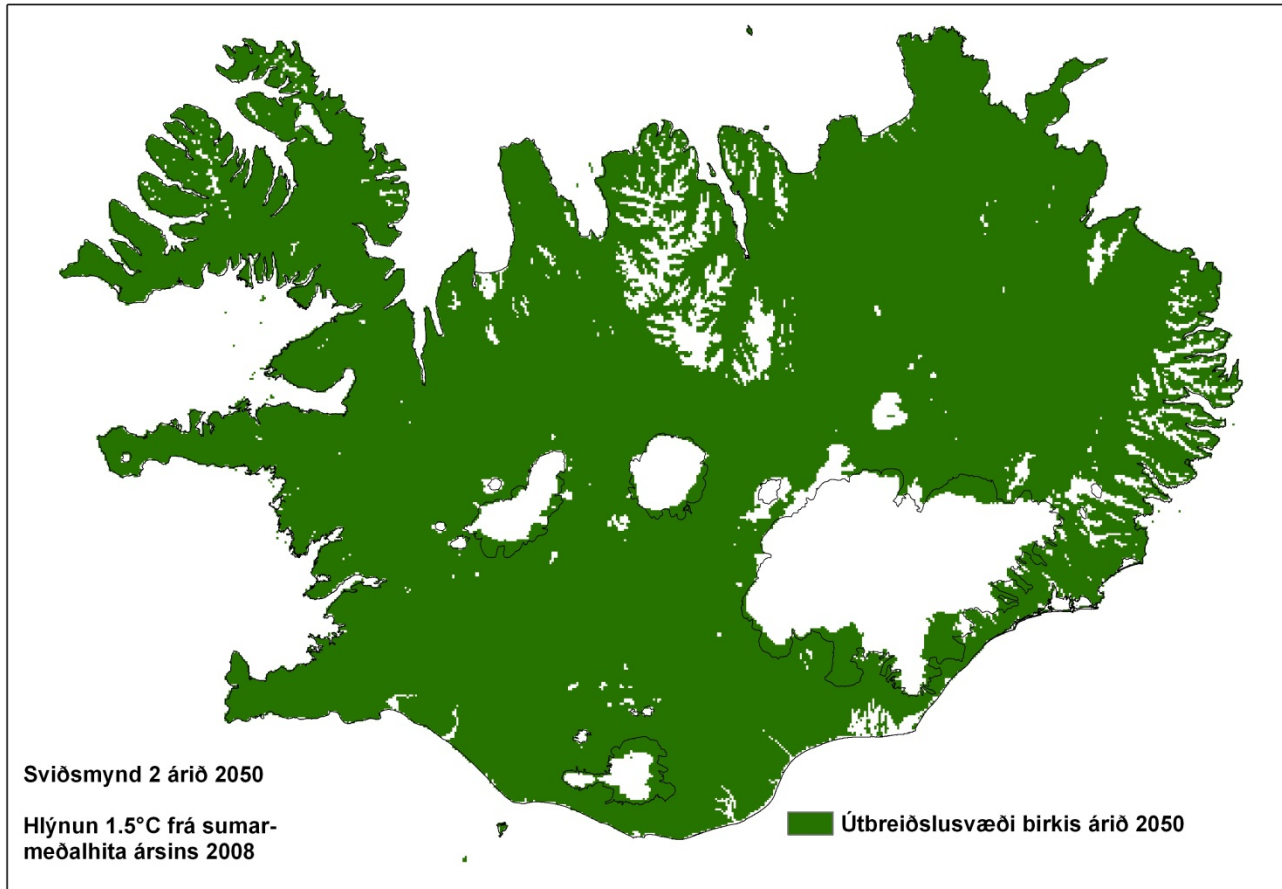 Sviðsmynd 2 árið 2050
Hlýnun 1.5°C frá sumar-
meðalhita ársins 2008
Útbreiðslusvæði birkis árið 2050